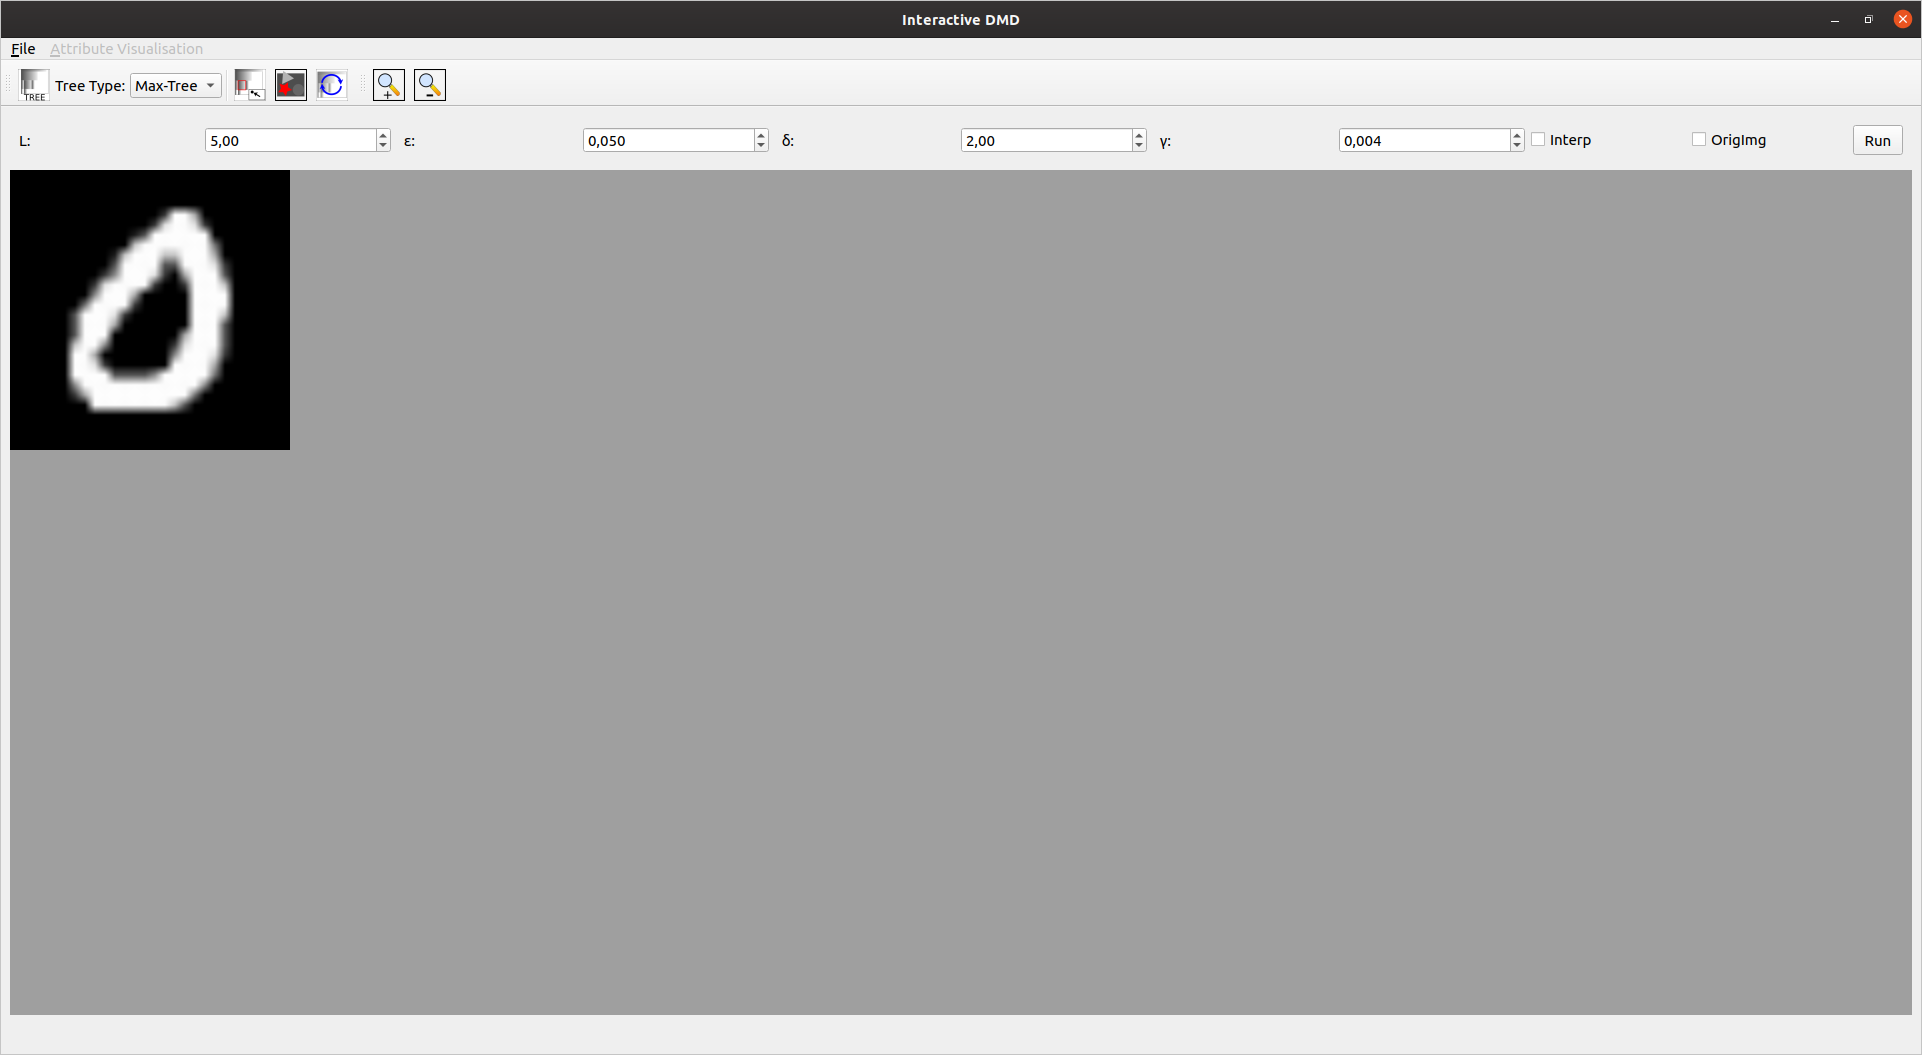 Interactive DMD
File Attribute Visualisation
TREE Tree Type: Max-Tree
L: 5,00 ε: 0,050 δ: 2,00 γ: 0,004 Interp OrigImg Run
0